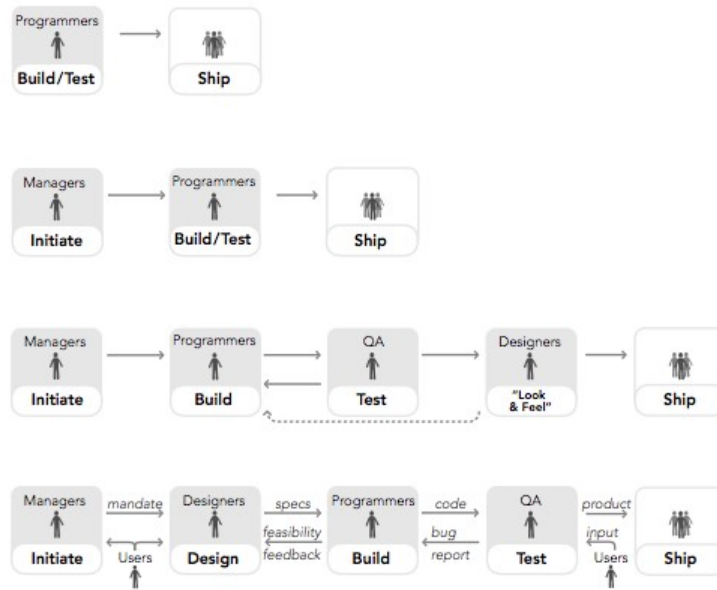 Programmers
Build/Test
Ship
Managers
Programmers
Initiate
Build/Test
Ship
Managers
Programmers
QA
Designers
Initiate
Build
Test
"Look
& Feel"
Ship
Managers
mandate
Designers
specs
Programmers
code
QA
product
feasibility
bug
input
Initiate
Users
Design
feedback
Build
report
Test
Users
Ship